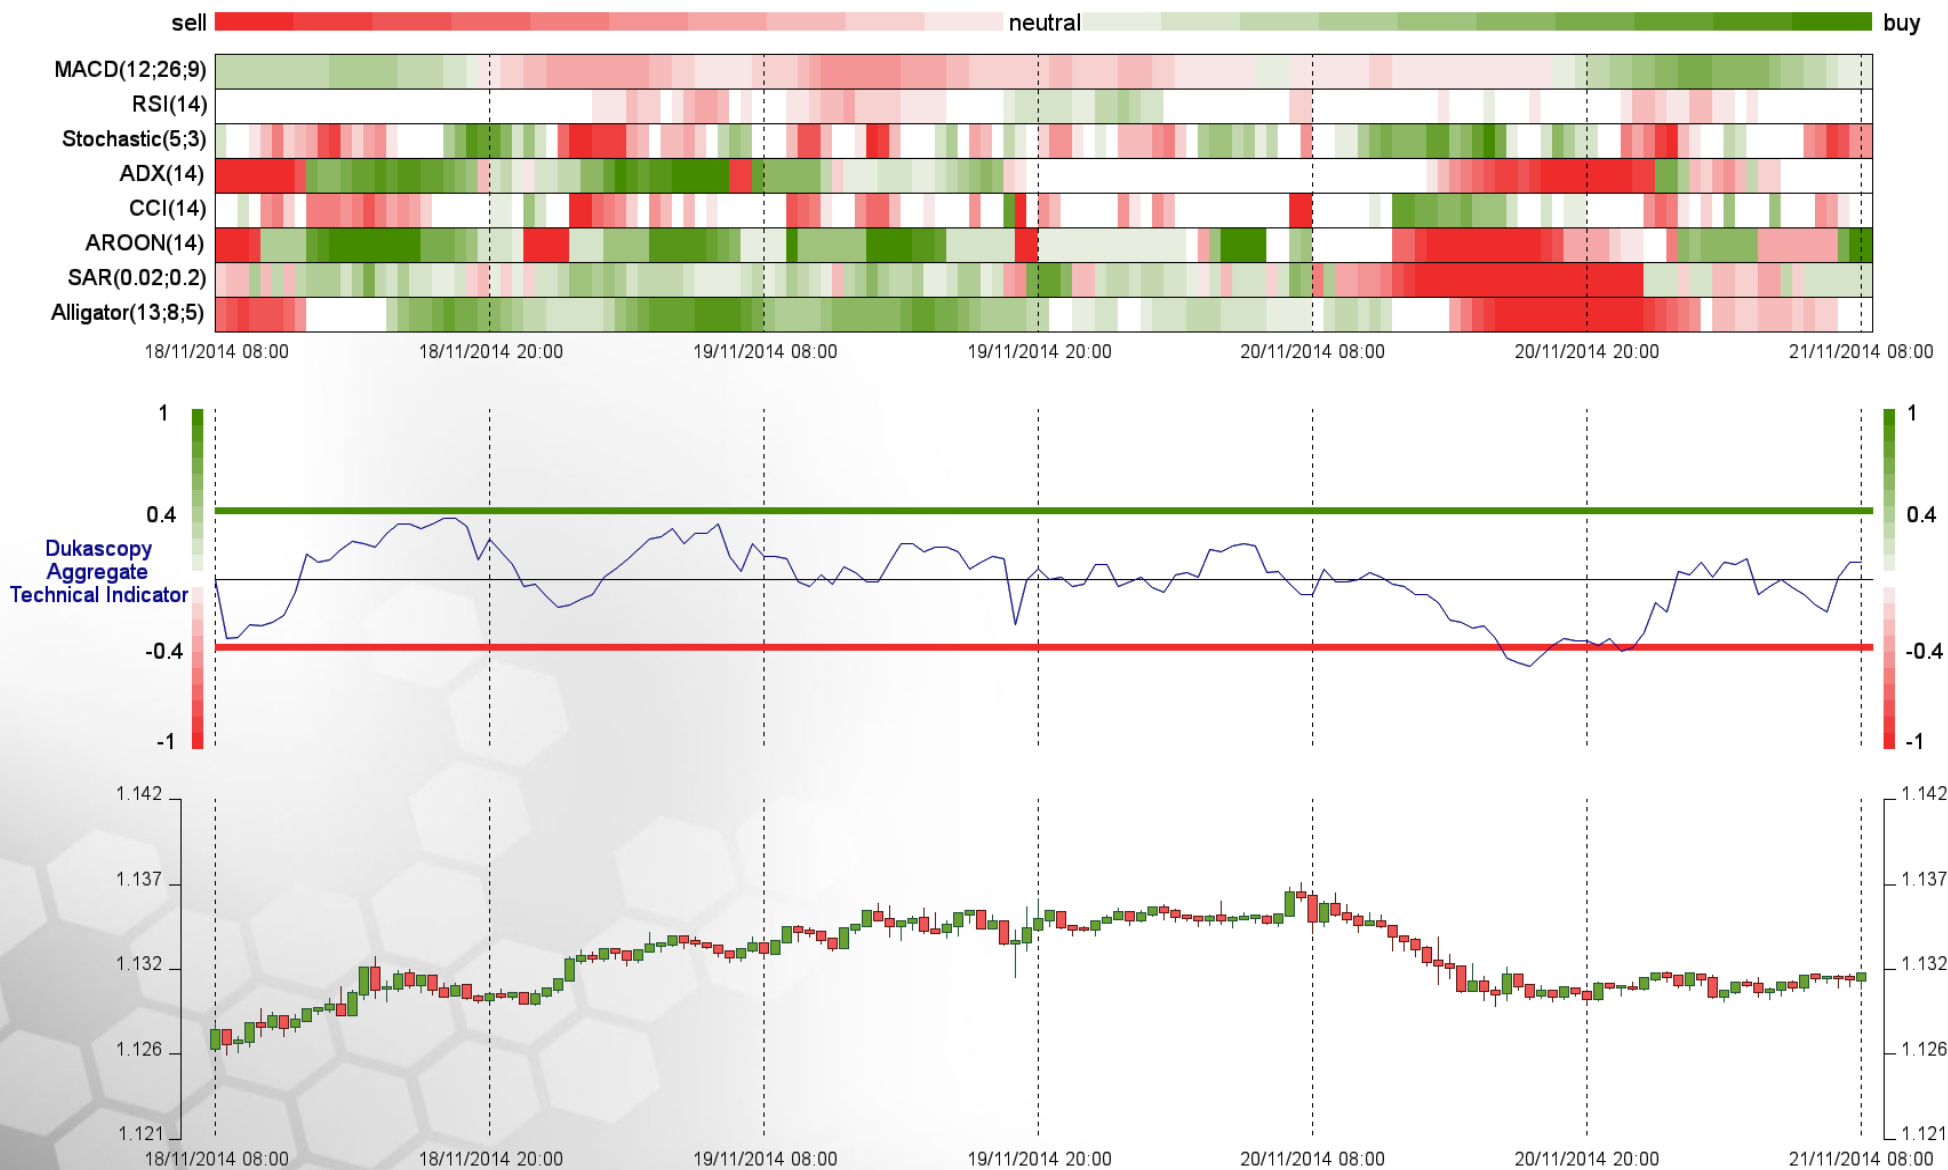 sell neutral buy
MACD(12;26;9)
RSI(14)
Stochastic(5;3)
ADX(14)
CCI(14)
AROON(14)
SAR(0.02;0.2)
Alligator(13;8;5)
18/11/2014 08:00 18/11/2014 20:00 19/11/2014 08:00 19/11/2014 20:00 20/11/2014 08:00 20/11/2014 20:00 21/11/2014 08:00
1 1
0.4 0.4
Dukascopy
Aggregate
Technical Indicator
-0.4 -0.4
-1 -1
1.142 1.142
1.137 1.137
1.132 1.132
1.126 1.126
1.121 1.121
18/11/2014 08:00 18/11/2014 20:00 19/11/2014 08:00 19/11/2014 20:00 20/11/2014 08:00 20/11/2014 20:00 21/11/2014 08:00